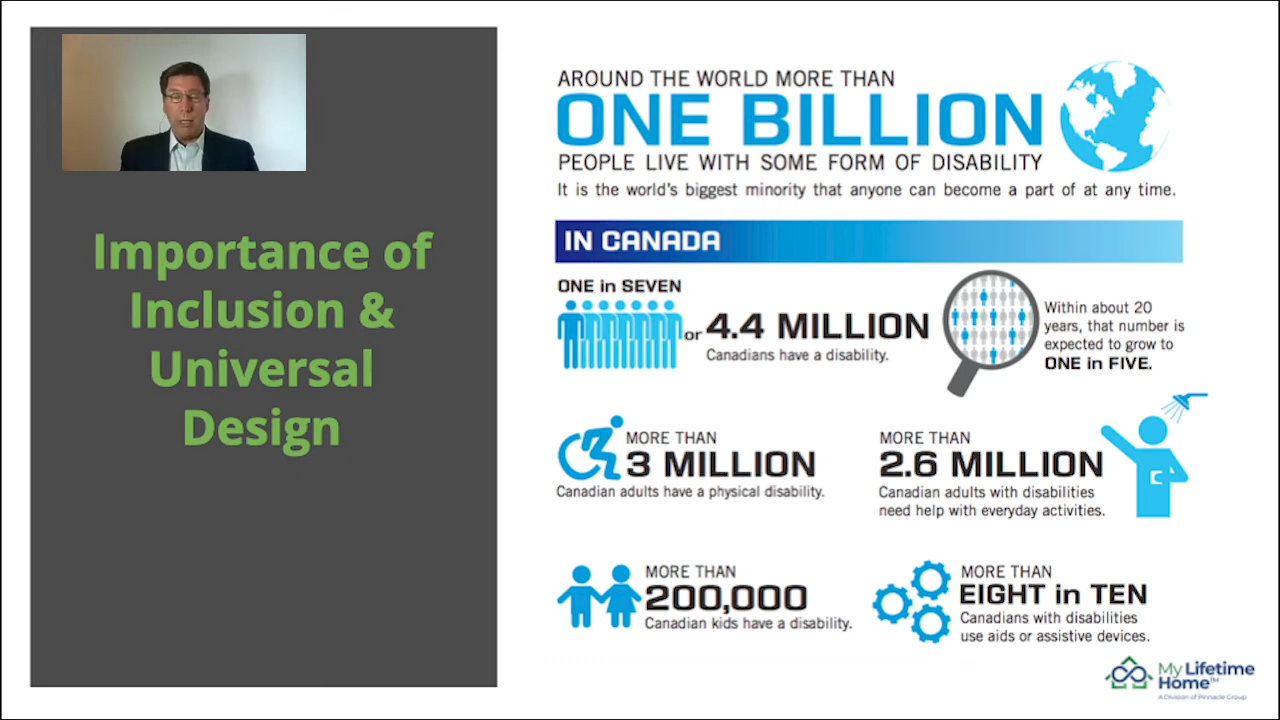 Importance of
Inclusion &
Universal
Design
AROUND THE WORLD MORE THAN
ONE BILLION
PEOPLE LIVE WITH SOME FORM OF DISABILITY
It is the world's biggest minority that anyone can become a part of at any time.
IN CANADA
ONE in SEVEN
or 4.4 MILLION
Canadians have a disability.
Within about 20
years, that number is
expected to grow to
ONE in FIVE.
MORE THAN
3 MILLION
Canadian adults have a physical disability.
MORE THAN
2.6 MILLION
Canadian adults with disabilities
need help with everyday activities.
MORE THAN
200,000
Canadian kids have a disability.
MORE THAN
EIGHT in TEN
Canadians with disabilities
use aids or assistive devices.
My Lifetime
Home™
A Division of Pinnacle Group